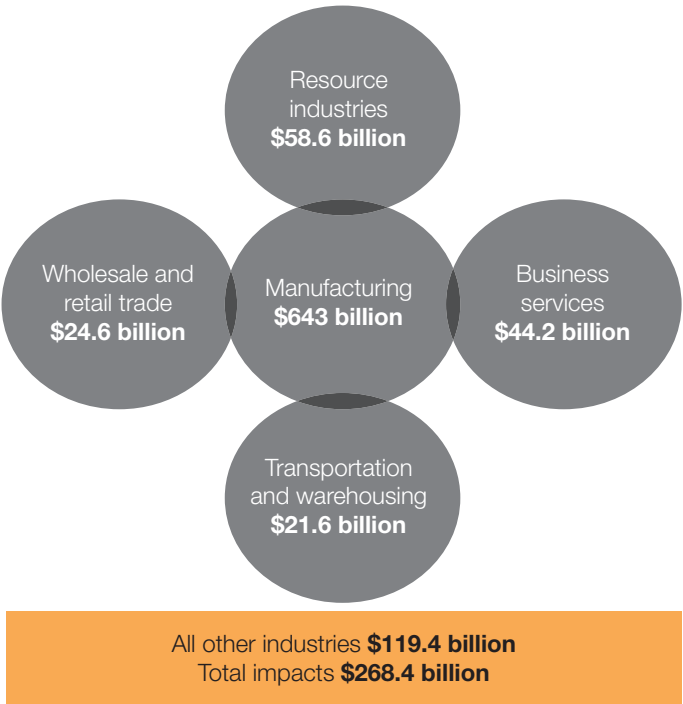 Resource
industries
$58.6 billion
Wholesale and
retail trade
$24.6 billion
Manufacturing
$643 billion
Business
services
$44.2 billion
Transportation
and warehousing
$21.6 billion
All other industries $119.4 billion
Total impacts $268.4 billion